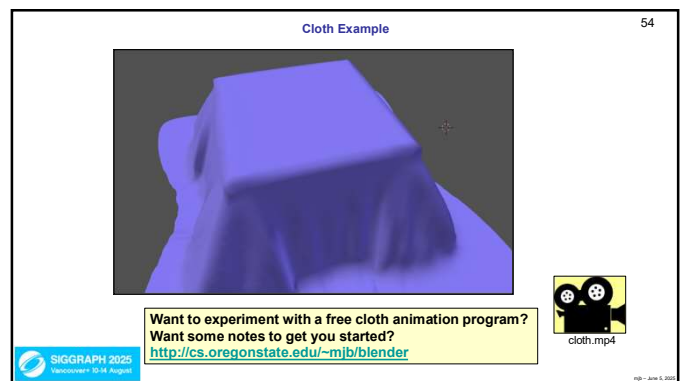 Cloth Example
54
Want to experiment with a free cloth animation program?
Want some notes to get you started?
http://cs.oregonstate.edu/~mjb/blender
cloth.mp4
SIGGRAPH 2025
Vancouver+ 10-14 August
mjb – June 5, 2025